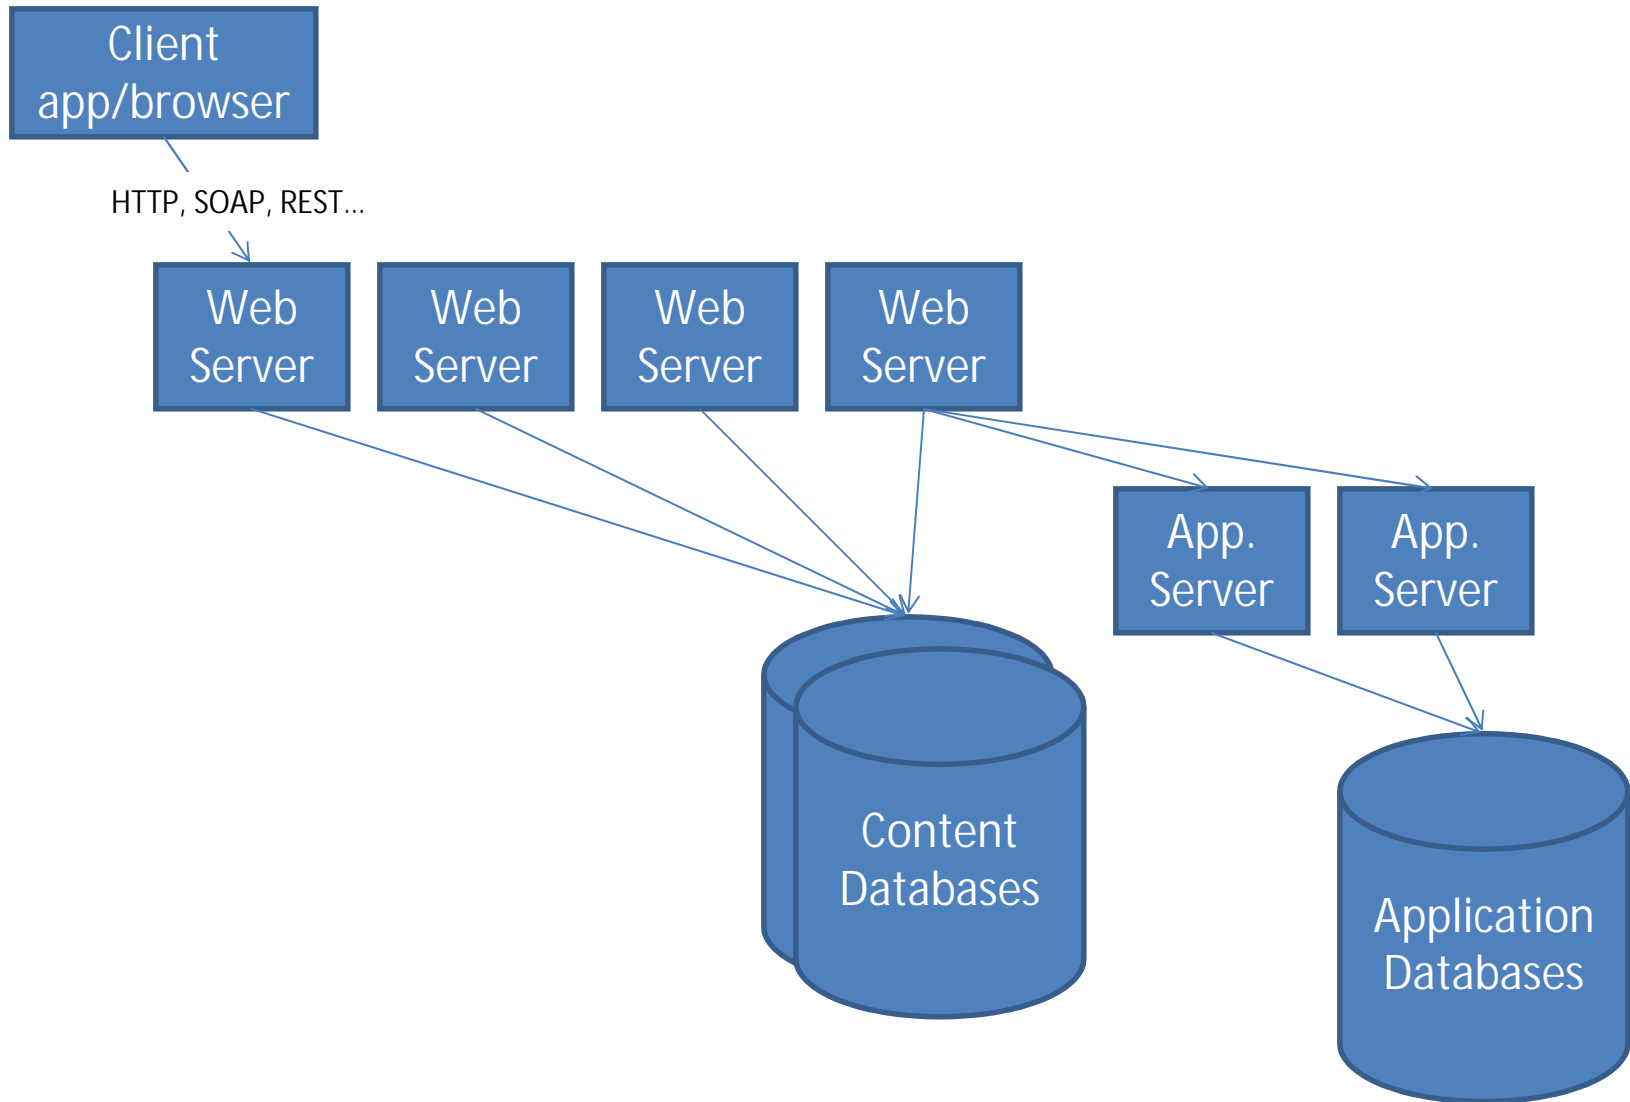 Client
app/browser
HTTP, SOAP, REST...
Web
Server
Web
Server
Web
Server
Web
Server
App.
Server
App.
Server
Content
Databases
Application
Databases